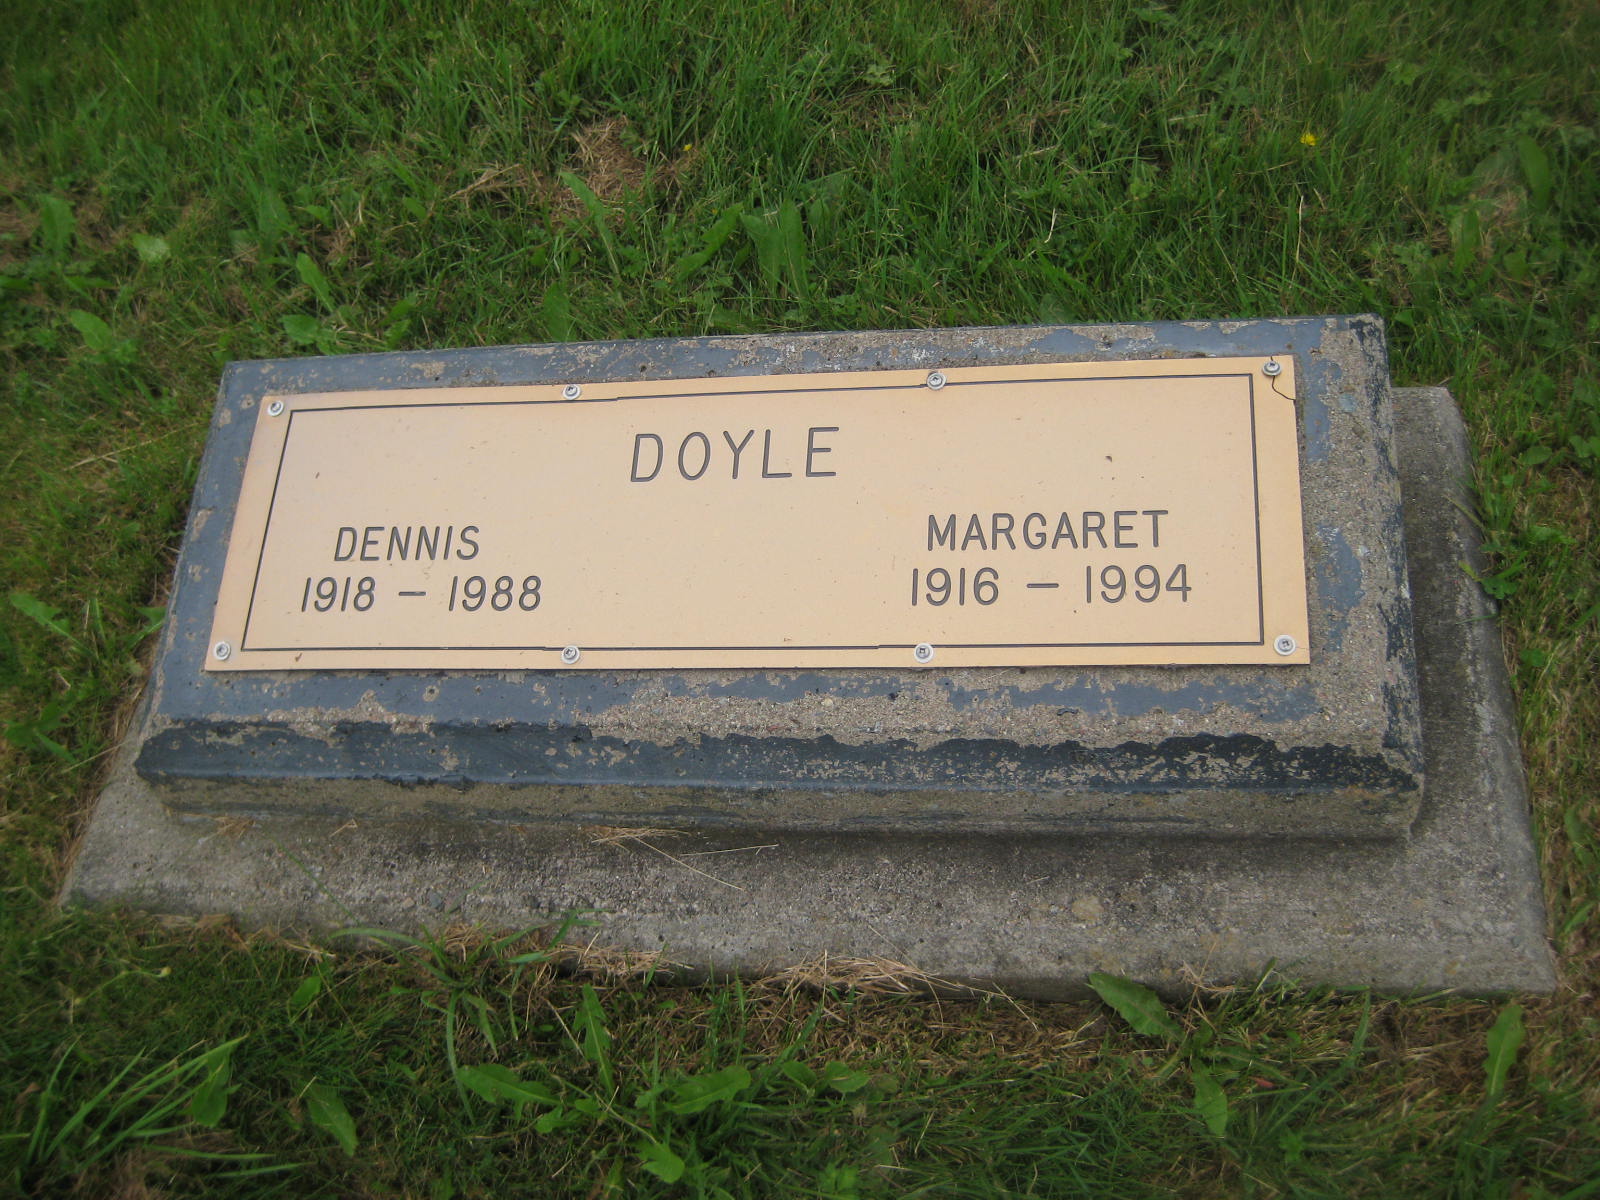 DOYLE
DENNIS
1918 – 1988
MARGARET
1916 – 1994